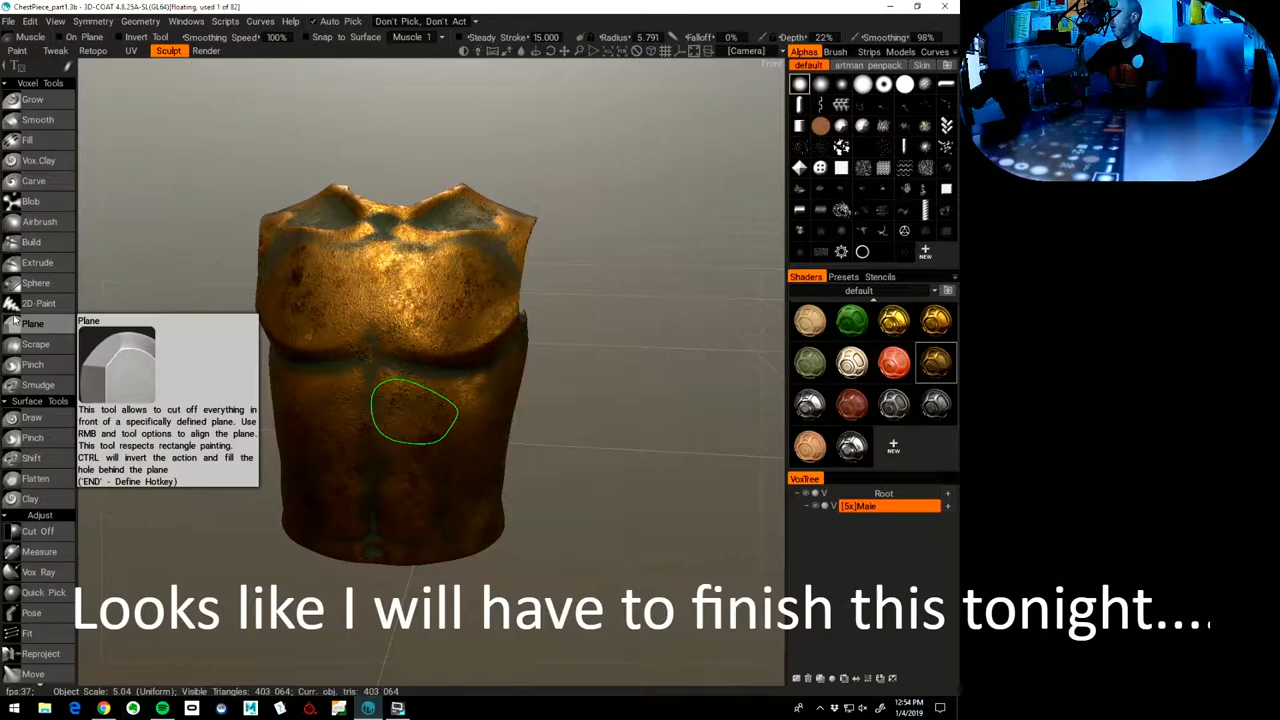 ChestPiece_part1.3b - 3D-COAT 4.8.25A-SL(GL64)[floating, used 1 of 82]
File Edit View Symmetry Geometry Windows Scripts Curves Help Auto Pick Don't Pick, Don't Act
Muscle On Plane Invert Tool Smoothing Speed 100% Snap to Surface Muscle 1 Steady Stroke 15.000 Radius 5.791 Falloff 0% Depth 22% Smoothing 98%
Paint Tweak Retopo UV Sculpt Render [Camera]
Front
Voxel Tools
Grow
Smooth
Fill
Vox.Clay
Carve
Blob
Airbrush
Build
Extrude
Sphere
2D-Paint
Plane
Scrape
Pinch
Smudge
Surface Tools
Draw
Pinch
Shift
Flatten
Clay
Adjust
Cut Off
Measure
Vox Ray
Quick Pick
Pose
Fit
Reproject
Move
Plane
This tool allows to cut off everything in
front of a specifically defined plane. Use
RMB and tool options to align the plane.
This tool respects rectangle painting.
CTRL will invert the action and fill the
hole behind the plane
('END' - Define Hotkey)
Alphas Brush Strips Models Curves
default artman penpack Skin
NEW
Shaders Presets Stencils
default
NEW
VoxTree
V Root +
V [5x]Male +
Looks like I will have to finish this tonight....
fps:37; Object Scale: 5.04 (Uniform); Visible Triangles: 403 064 Curr. obj. tris: 403 064
12:54 PM
1/4/2019